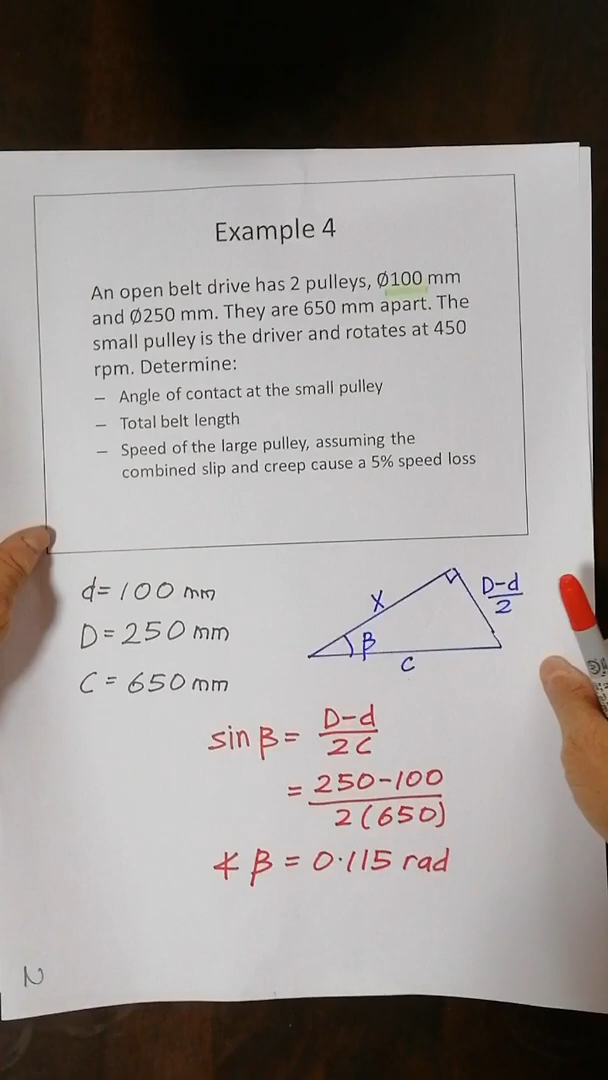 Example 4
An open belt drive has 2 pulleys, Ø100 mm
and Ø250 mm. They are 650 mm apart. The
small pulley is the driver and rotates at 450
rpm. Determine:
– Angle of contact at the small pulley
– Total belt length
– Speed of the large pulley, assuming the
combined slip and creep cause a 5% speed loss
d= 100 mm
D= 250 mm
C = 650 mm
X
D-d
2
β
C
sin β = D-d
2C
= 250-100
2(650)
∡ β = 0.115 rad
N